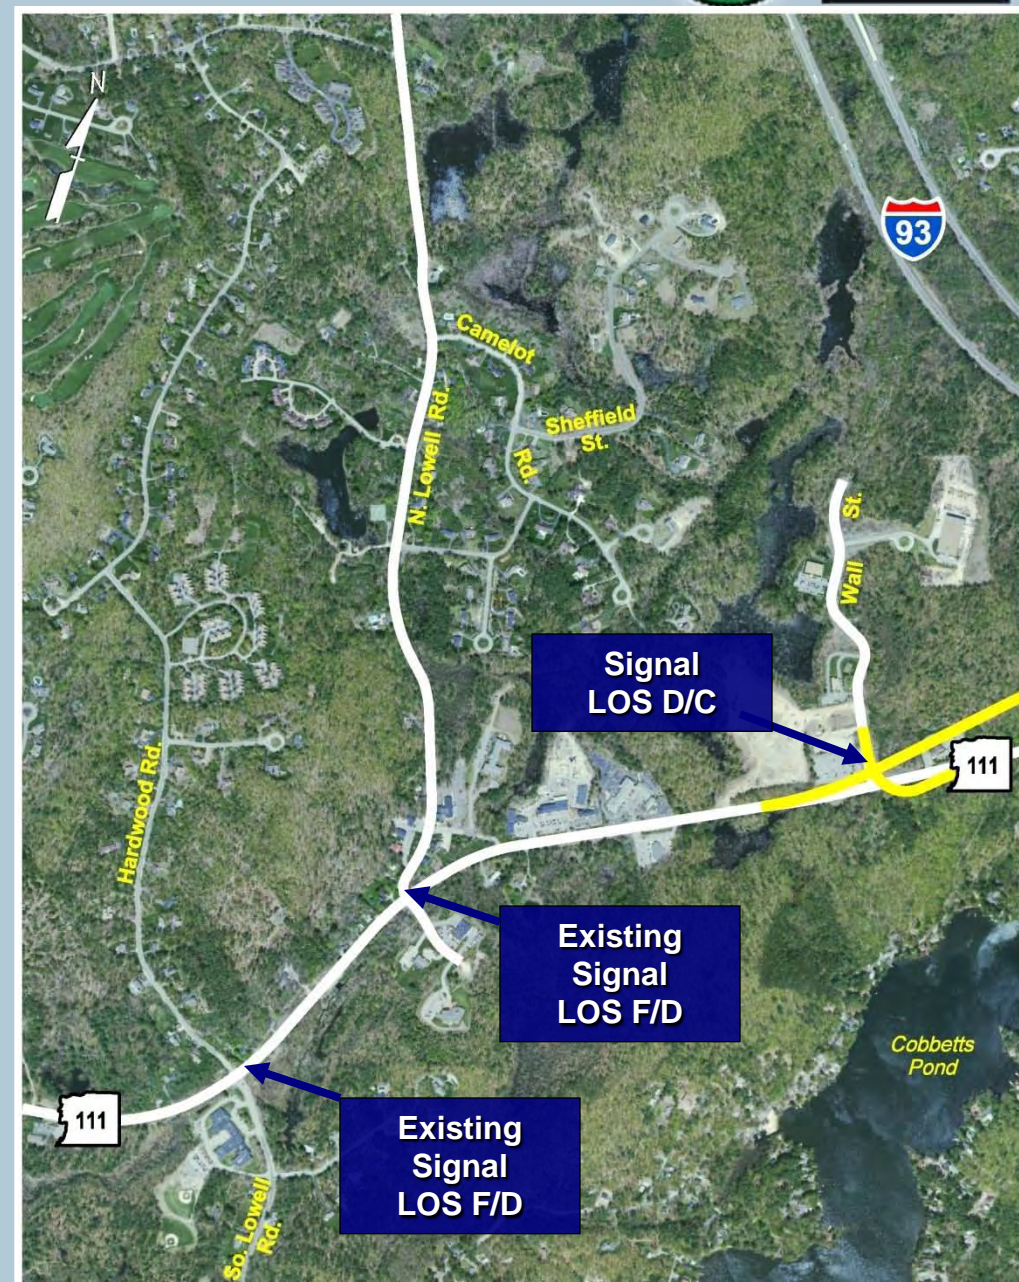 N
93
Camelot
Rd.
Sheffield
St.
N. Lowell Rd.
Wall St.
Signal
LOS D/C
111
Hardwood Rd.
Existing
Signal
LOS F/D
Cobbetts
Pond
111
Existing
Signal
LOS F/D
So. Lowell
Rd.